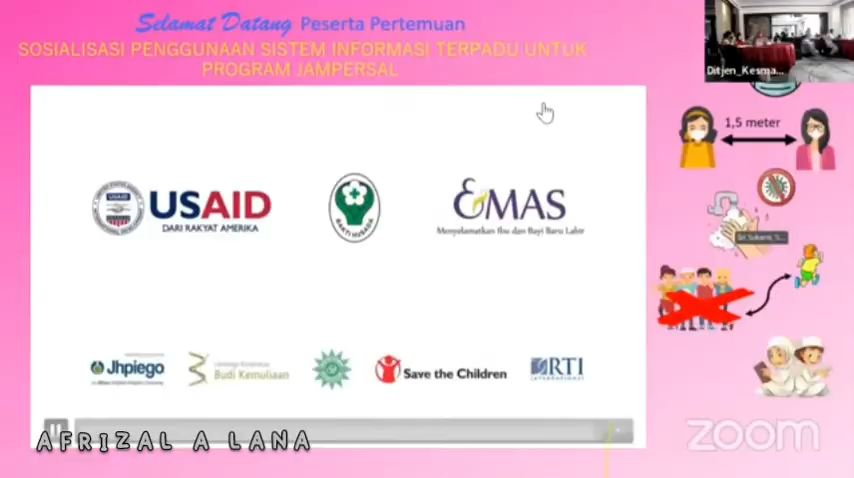 Selamat Datang Peserta Pertemuan
SOSIALISASI PENGGUNAAN SISTEM INFORMASI TERPADU UNTUK
PROGRAM JAMPERSAL
Ditjen_Kesma...
1,5 meter
USAID
USAID
DARI RAKYAT AMERIKA
BAKTI HUSADA
EMAS
Menyelamatkan Ibu dan Bayi Baru Lahir
Jhpiego
Budi Kemuliaan
Save the Children
RTI
INTERNATIONAL
AFRIZAL A LANA
zoom